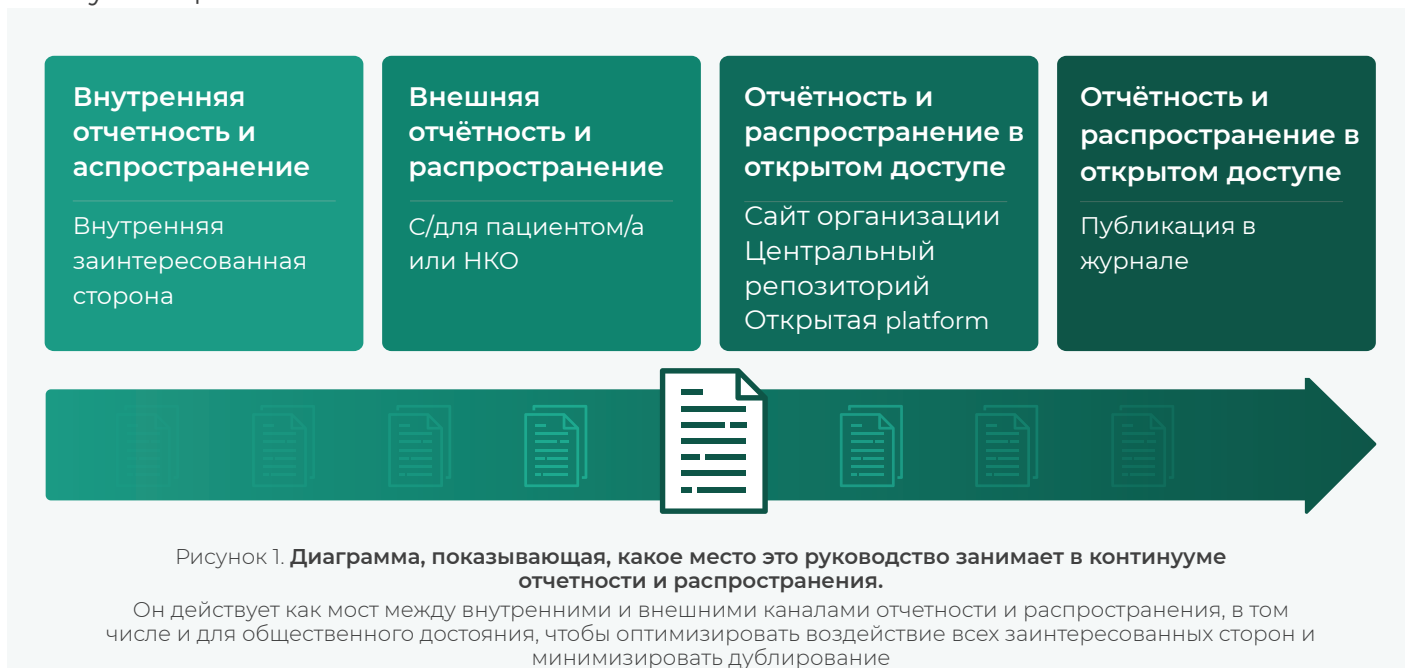 Внутренняя
отчетность и
аспространение
Внутренняя
заинтересованная
сторона
Внешняя
отчётность и
распространение
С/для пациентом/а
или НКО
Отчётность и
распространение в
открытом доступе
Сайт организации
Центральный
репозиторий
Открытая platform
Отчётность и
распространение в
открытом доступе
Публикация в
журнале
Рисунок 1. Диаграмма, показывающая, какое место это руководство занимает в континууме
отчетности и распространения.
Он действует как мост между внутренними и внешними каналами отчетности и распространения, в том
числе и для общественного достояния, чтобы оптимизировать воздействие всех заинтересованных сторон и
минимизировать дублирование